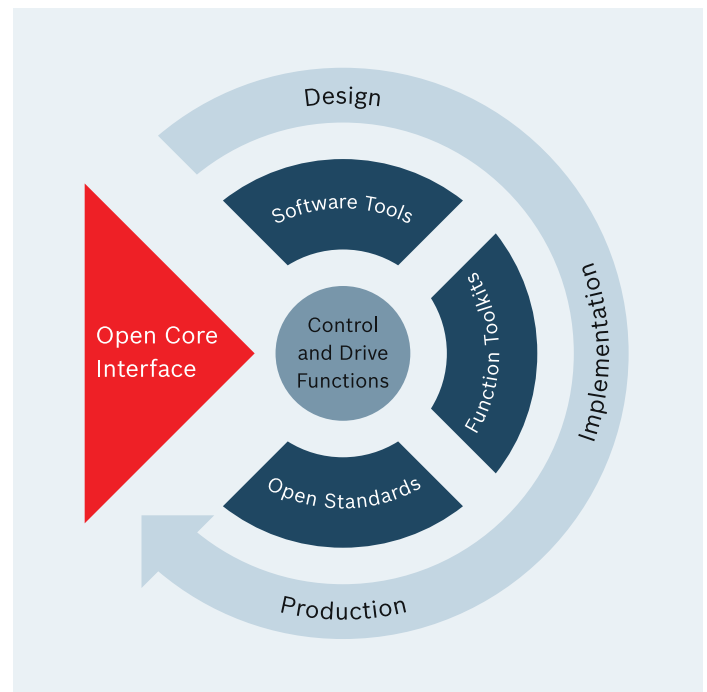 Design
Software Tools
Implementation
Function Toolkits
Open Core
Interface
Control
and Drive
Functions
Open Standards
Production